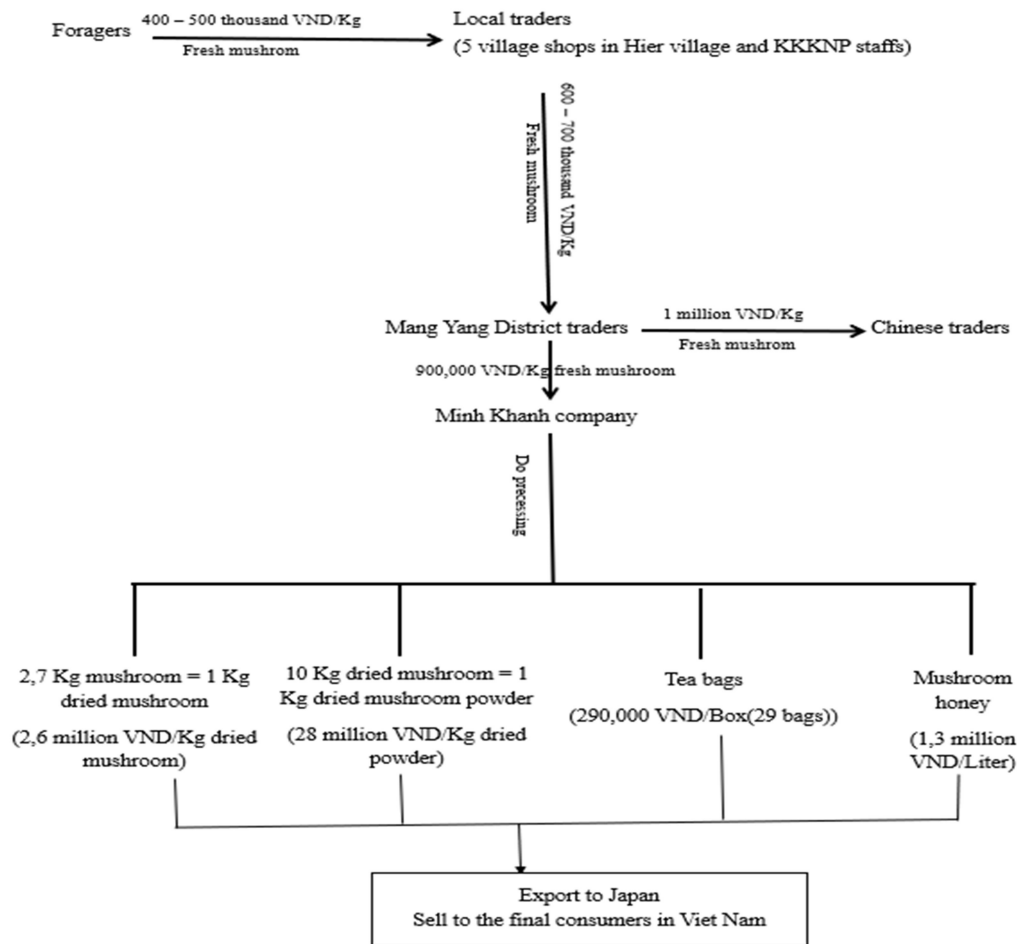 Foragers
400 – 500 thousand VND/Kg
Fresh mushrom
Local traders
(5 village shops in Hier village and KKKNP staffs)
600 – 700 thousand VND/Kg
Fresh mushroom
Mang Yang District traders
1 million VND/Kg
Fresh mushrom
Chinese traders
900,000 VND/Kg fresh mushroom
Minh Khanh company
Do precessing
2,7 Kg mushroom = 1 Kg
dried mushroom
(2,6 million VND/Kg dried
mushroom)
10 Kg dried mushroom = 1
Kg dried mushroom powder
(28 million VND/Kg dried
powder)
Tea bags
(290,000 VND/Box(29 bags))
Mushroom
honey
(1,3 million
VND/Liter)
Export to Japan
Sell to the final consumers in Viet Nam